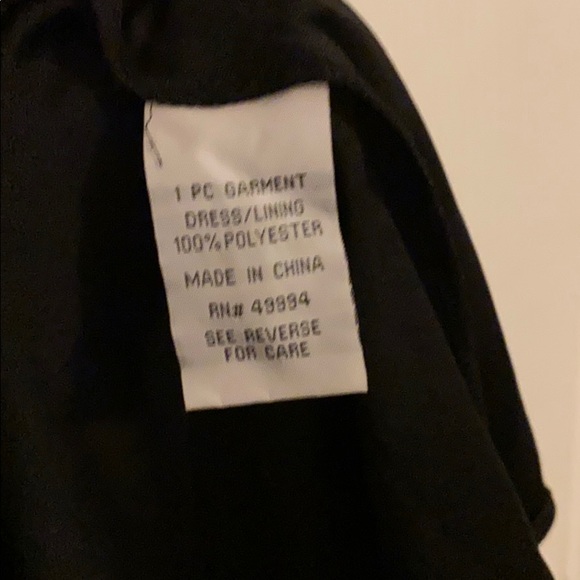 1 PC GARMENT
DRESS/LINING
100% POLYESTER
MADE IN CHINA
RN# 49994
SEE REVERSE
FOR CARE